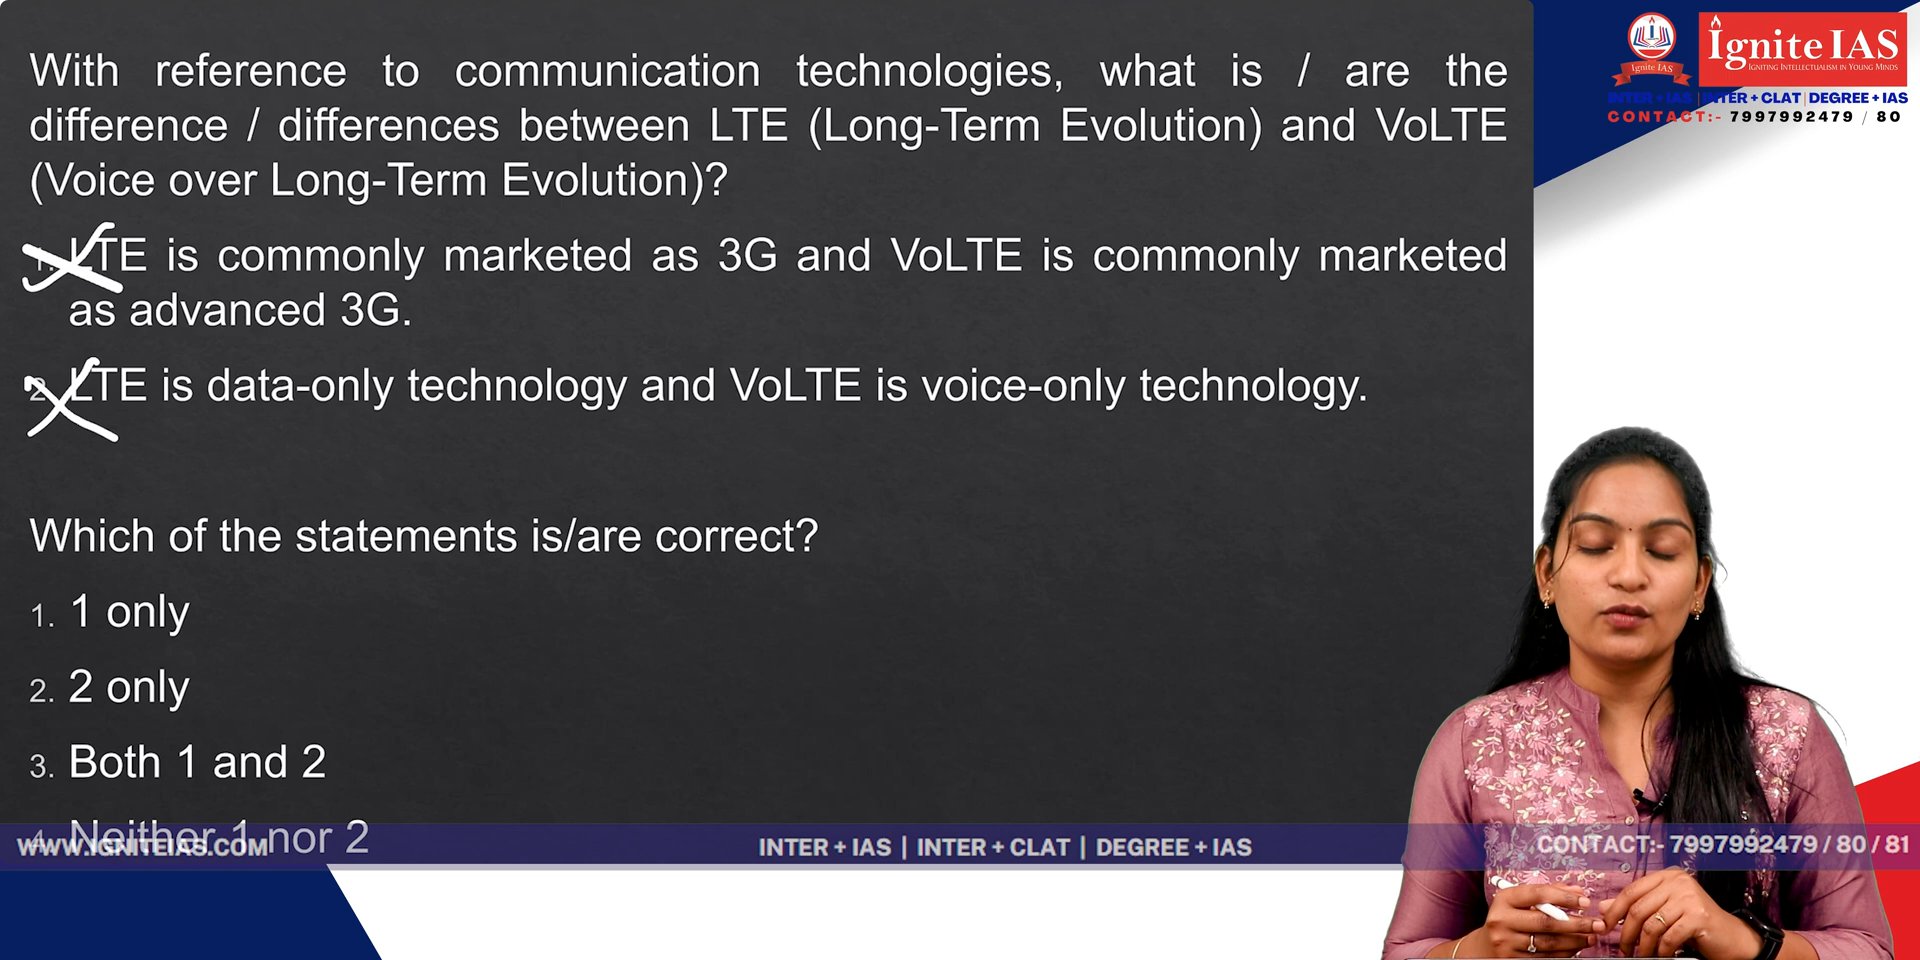 With reference to communication technologies, what is / are the
difference / differences between LTE (Long-Term Evolution) and VoLTE
(Voice over Long-Term Evolution)?
1. LTE is commonly marketed as 3G and VoLTE is commonly marketed
as advanced 3G.
2. LTE is data-only technology and VoLTE is voice-only technology.
Which of the statements is/are correct?
1. 1 only
2. 2 only
3. Both 1 and 2
4. Neither 1 nor 2
Ignite IAS
Ignite IAS
IGNITING INTELLECTUALISM IN YOUNG MINDS
INTER + IAS | INTER + CLAT | DEGREE + IAS
CONTACT:- 7997992479 / 80
WWW.IGNITEIAS.COM
INTER + IAS | INTER + CLAT | DEGREE + IAS
CONTACT:- 7997992479 / 80 / 81